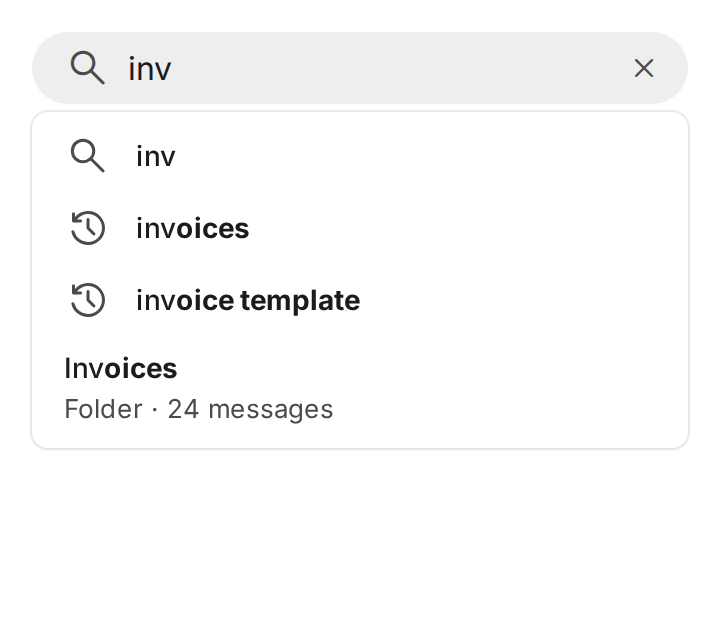 inv
inv
invoices
invoice template
Invoices
Folder · 24 messages